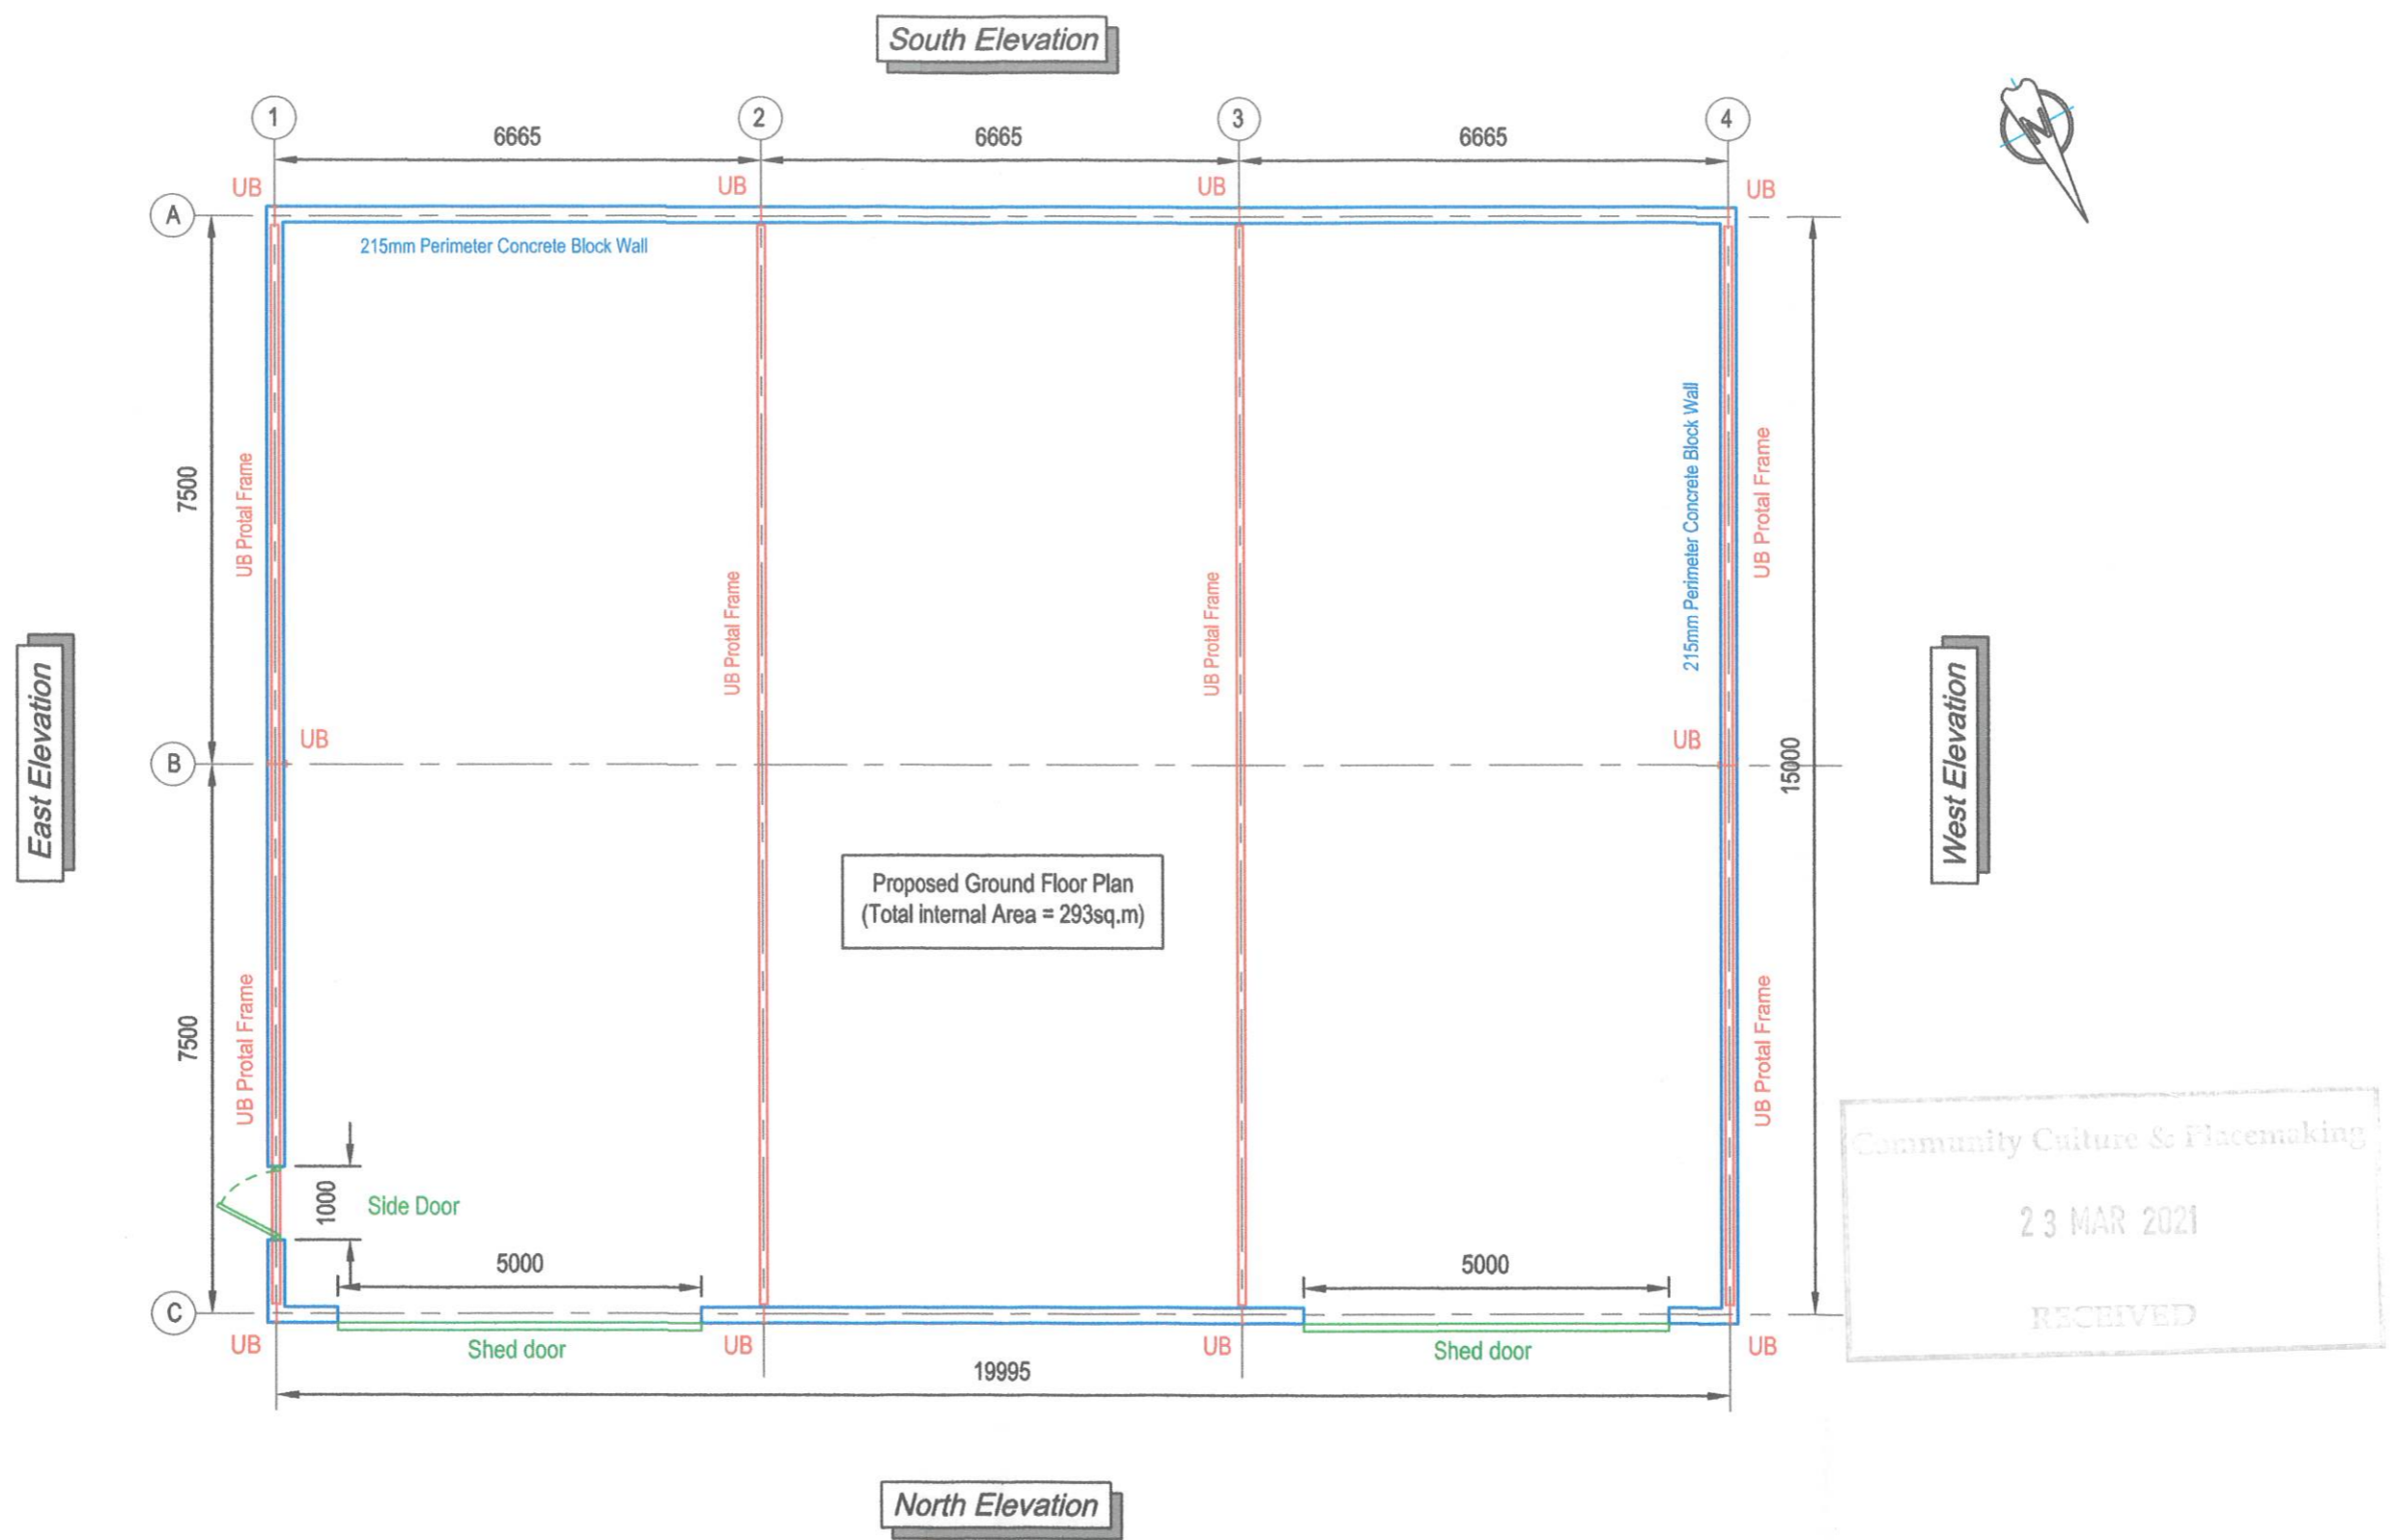 South Elevation
1
2
3
4
6665
6665
6665
N
UB
UB
UB
UB
A
215mm Perimeter Concrete Block Wall
7500
UB Protal Frame
UB Protal Frame
UB Protal Frame
215mm Perimeter Concrete Block Wall
UB Protal Frame
East Elevation
West Elevation
B
UB
UB
15000
Proposed Ground Floor Plan
(Total internal Area = 293sq.m)
7500
UB Protal Frame
UB Protal Frame
Community Culture & Placemaking
23 MAR 2021
RECEIVED
1000
Side Door
5000
5000
C
UB
Shed door
UB
UB
Shed door
UB
19995
North Elevation